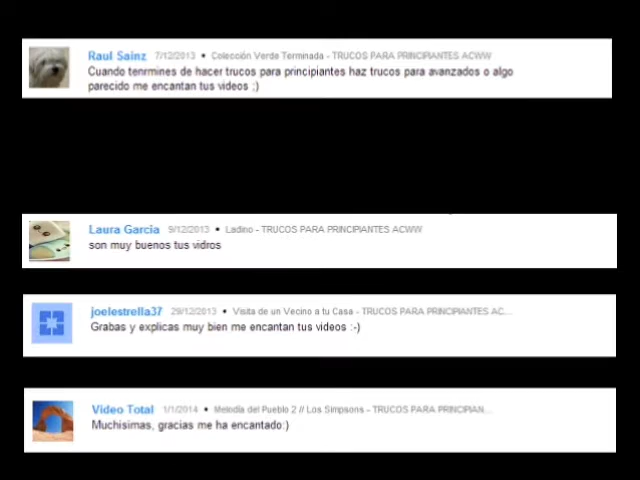 Raul Sainz 7/12/2013 • Colección Verde Terminada - TRUCOS PARA PRINCIPIANTES ACWW
Cuando tenrmines de hacer trucos para principiantes haz trucos para avanzados o algo
parecido me encantan tus videos ;)
Laura Garcia 9/12/2013 • Ladino - TRUCOS PARA PRINCIPIANTES ACWW
son muy buenos tus vidros
joelestrella37 29/12/2013 • Visita de un Vecino a tu Casa - TRUCOS PARA PRINCIPIANTES AC...
Grabas y explicas muy bien me encantan tus videos :-)
Video Total 1/1/2014 • Melodía del Pueblo 2 // Los Simpsons - TRUCOS PARA PRINCIPIAN...
Muchisimas, gracias me ha encantado:)